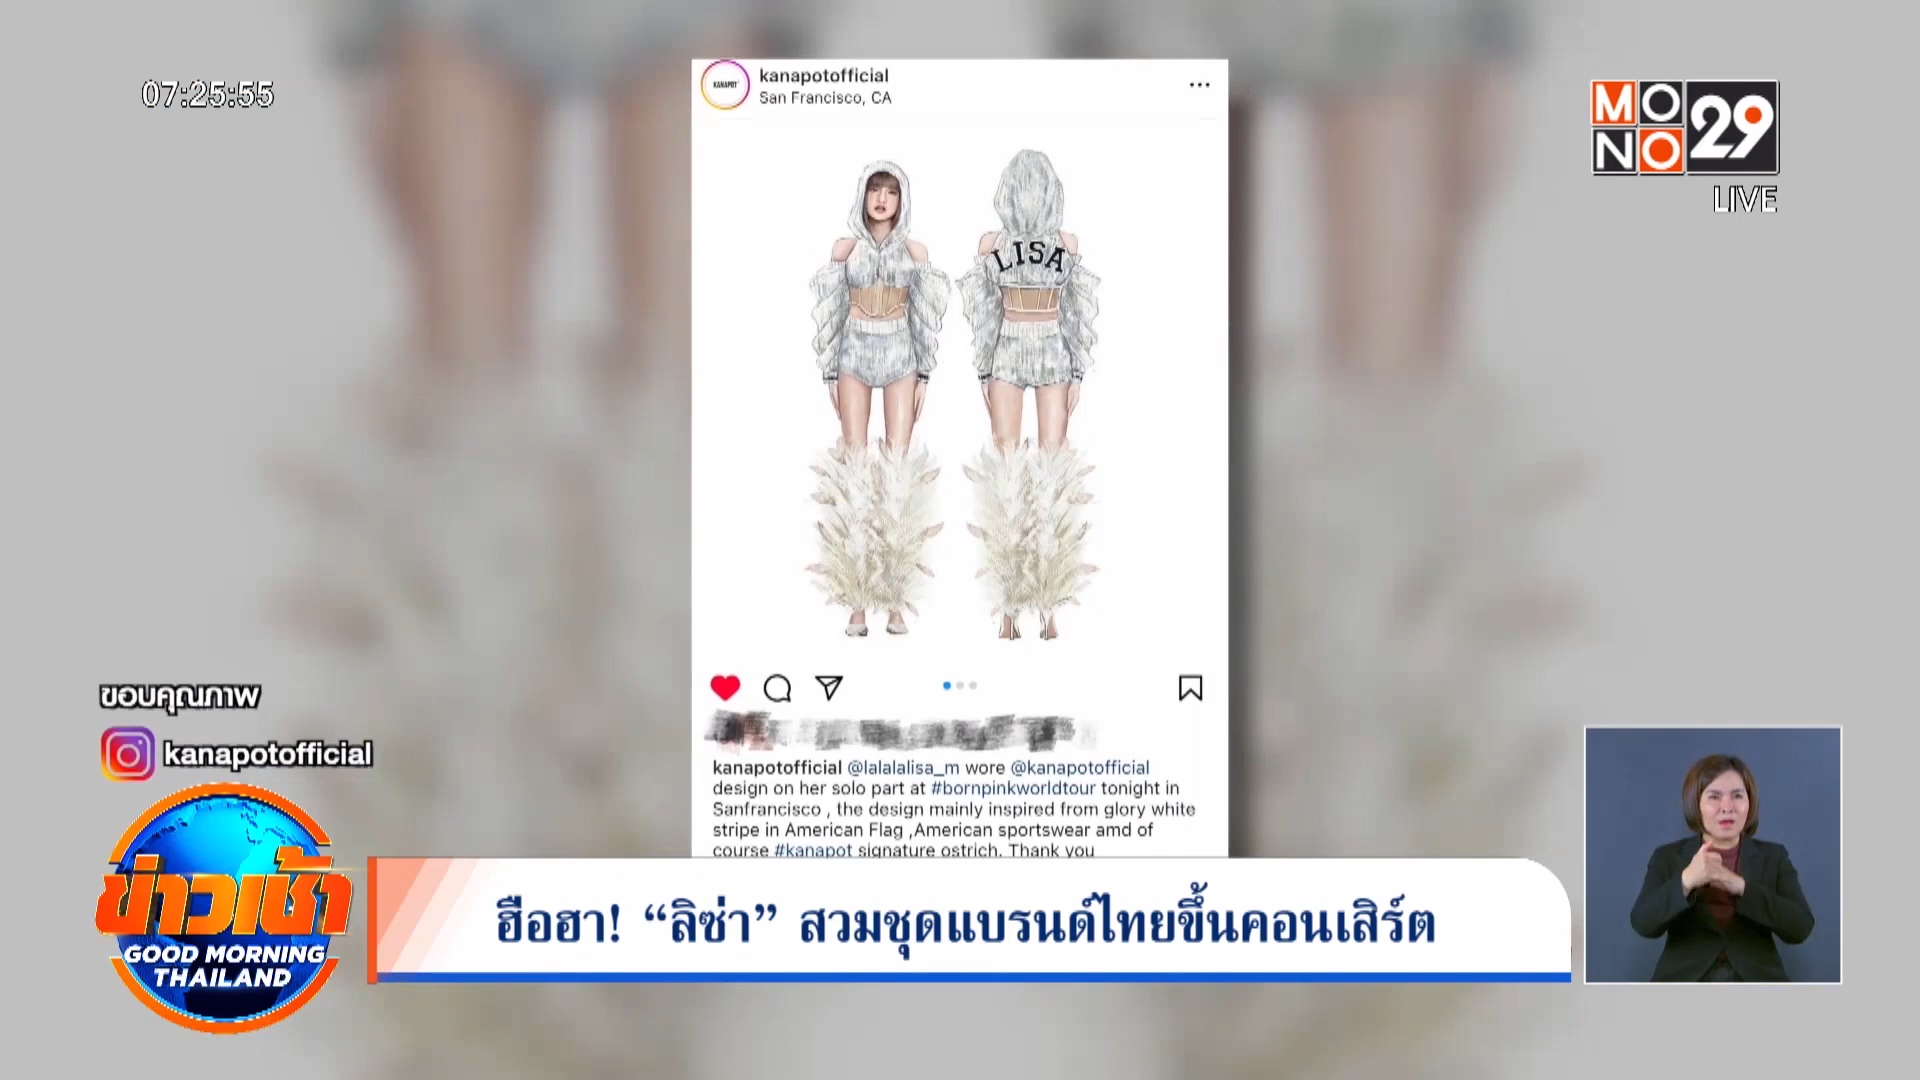 07:25:55
KANAPOT
kanapotofficial
San Francisco, CA
MONO 29
LIVE
LISA
ขอบคุณภาพ
kanapotofficial
kanapotofficial @lalalalisa_m wore @kanapotofficial
design on her solo part at #bornpinkworldtour tonight in
Sanfrancisco , the design mainly inspired from glory white
stripe in American Flag ,American sportswear amd of
course #kanapot signature ostrich. Thank you
ข่าวเช้า
GOOD MORNING
THAILAND
ฮือฮา! “ลิซ่า” สวมชุดแบรนด์ไทยขึ้นคอนเสิร์ต